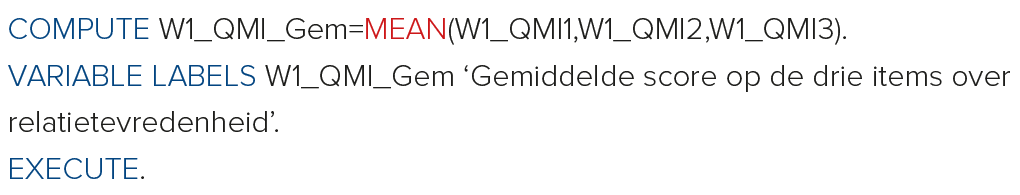 COMPUTE W1_QMI_Gem=MEAN(W1_QMI1,W1_QMI2,W1_QMI3).
VARIABLE LABELS W1_QMI_Gem ‘Gemiddelde score op de drie items over
relatietevredenheid’.
EXECUTE.